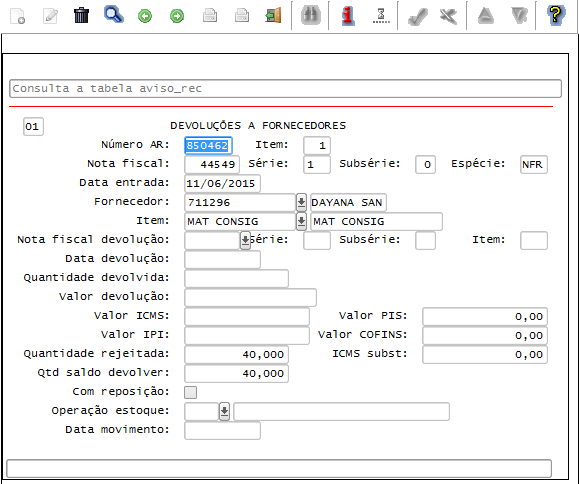 Consulta a tabela aviso_rec
01 DEVOLUÇÕES A FORNECEDORES
Número AR: 850462 Item: 1
Nota fiscal: 44549 Série: 1 Subsérie: 0 Espécie: NFR
Data entrada: 11/06/2015
Fornecedor: 711296 DAYANA SAN
Item: MAT CONSIG MAT CONSIG
Nota fiscal devolução: Série: Subsérie: Item:
Data devolução:
Quantidade devolvida:
Valor devolução:
Valor ICMS: Valor PIS: 0,00
Valor IPI: Valor COFINS: 0,00
Quantidade rejeitada: 40,000 ICMS subst: 0,00
Qtd saldo devolver: 40,000
Com reposição:
Operação estoque:
Data movimento: